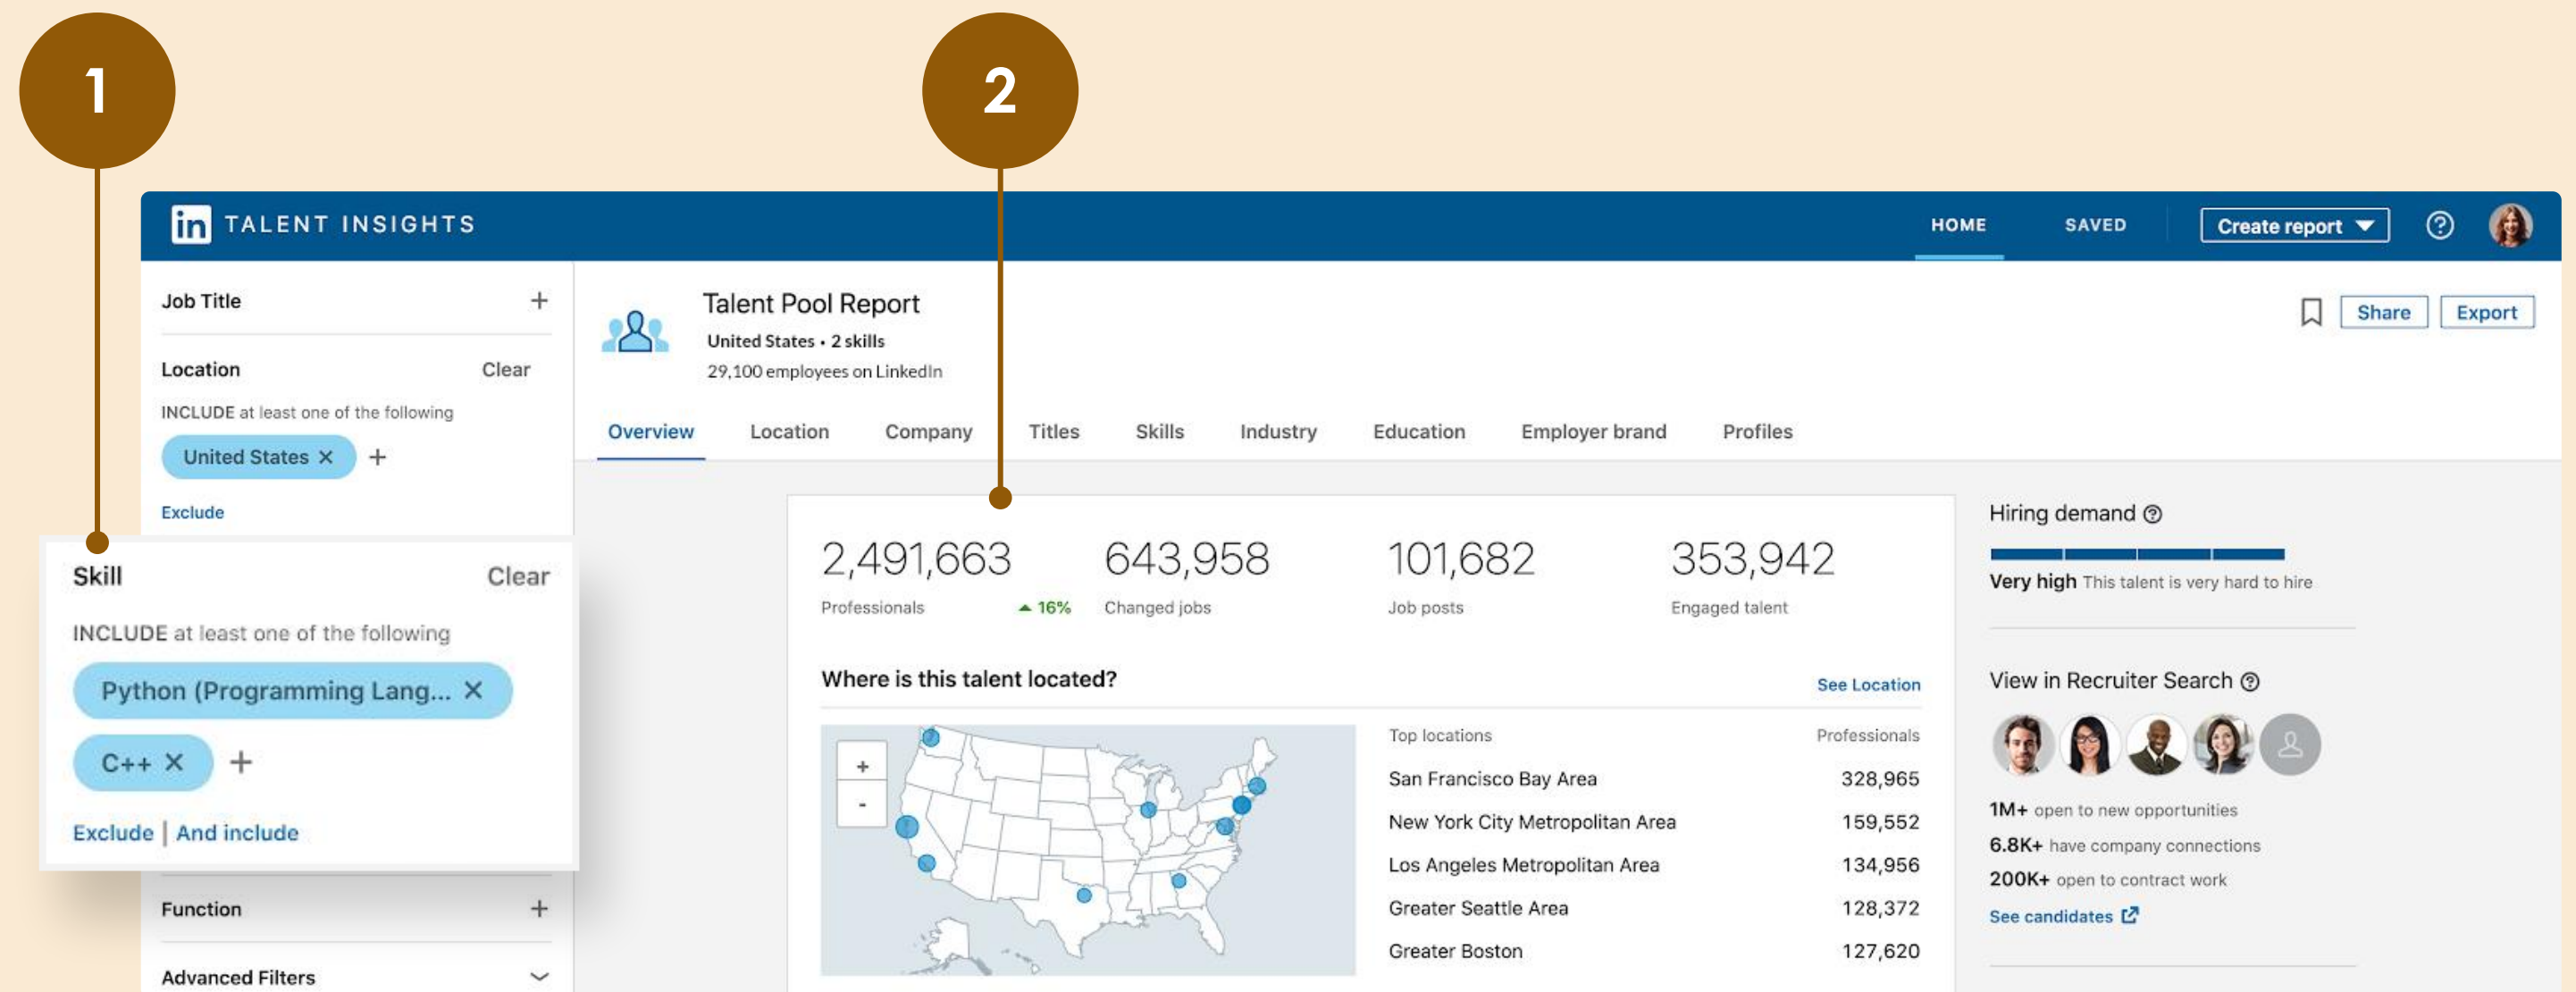 1
2
in TALENT INSIGHTS
HOME
SAVED
Create report
?
Job Title +
Location Clear
INCLUDE at least one of the following
United States × +
Exclude
Skill Clear
INCLUDE at least one of the following
Python (Programming Lang... ×
C++ × +
Exclude | And include
Function +
Advanced Filters
Talent Pool Report
United States • 2 skills
29,100 employees on LinkedIn
Share
Export
Overview Location Company Titles Skills Industry Education Employer brand Profiles
2,491,663 643,958 101,682 353,942
Professionals ▲ 16% Changed jobs Job posts Engaged talent
Where is this talent located? See Location
+
-
Top locations Professionals
San Francisco Bay Area 328,965
New York City Metropolitan Area 159,552
Los Angeles Metropolitan Area 134,956
Greater Seattle Area 128,372
Greater Boston 127,620
Hiring demand ?
Very high This talent is very hard to hire
View in Recruiter Search ?
1M+ open to new opportunities
6.8K+ have company connections
200K+ open to contract work
See candidates